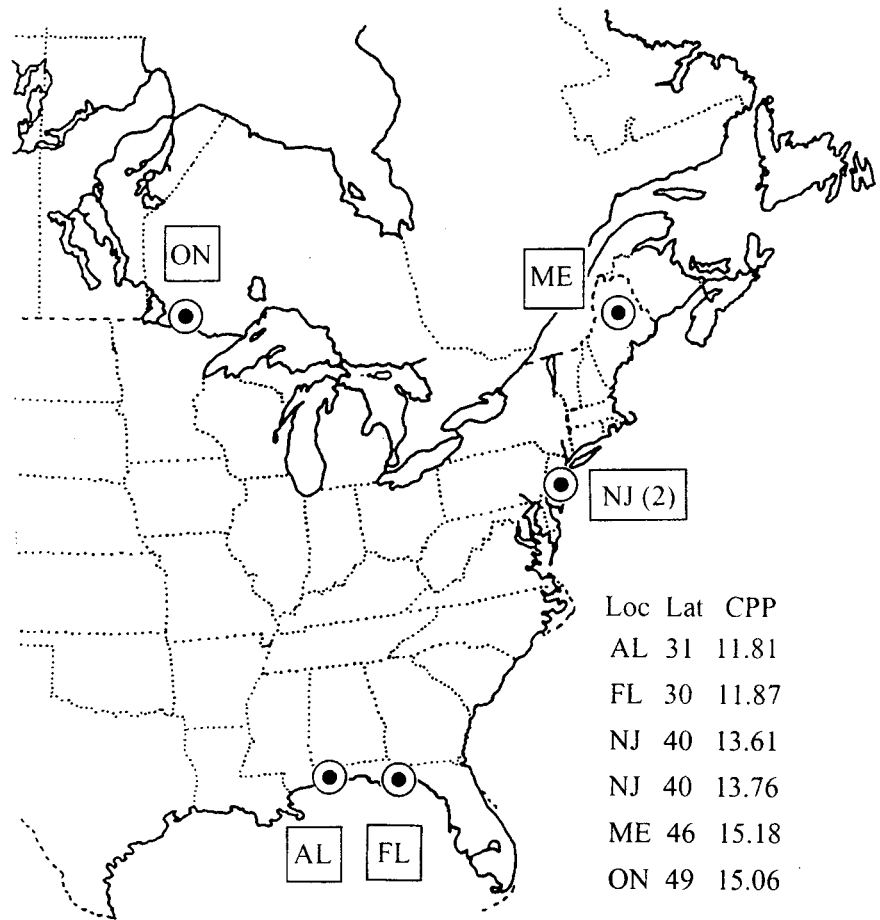 ON
ME
NJ (2)
Loc Lat CPP
AL 31 11.81
FL 30 11.87
NJ 40 13.61
NJ 40 13.76
ME 46 15.18
ON 49 15.06
AL
FL